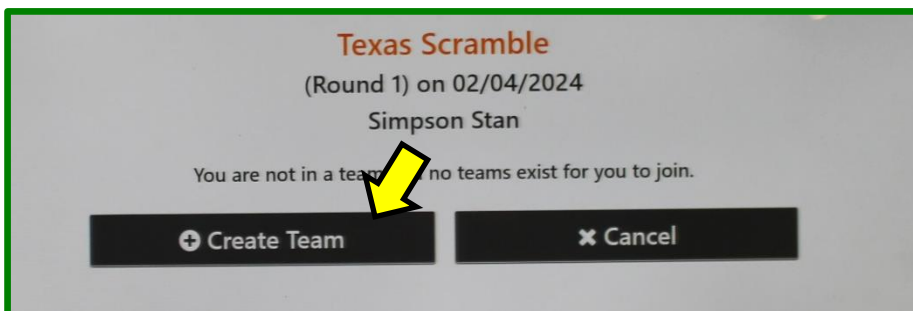 Texas Scramble
(Round 1) on 02/04/2024
Simpson Stan
You are not in a team no teams exist for you to join.
Create Team
Cancel